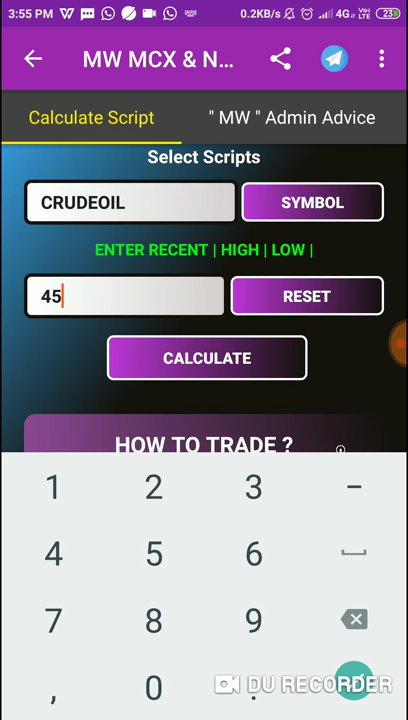 3:55 PM 0.2KB/s 4G Vo LTE 23
MW MCX & N...
Calculate Script " MW " Admin Advice
Select Scripts
CRUDEOIL SYMBOL
ENTER RECENT | HIGH | LOW |
45 RESET
CALCULATE
HOW TO TRADE ?
1 2 3 -
4 5 6
7 8 9
, 0 .
DU RECORDER